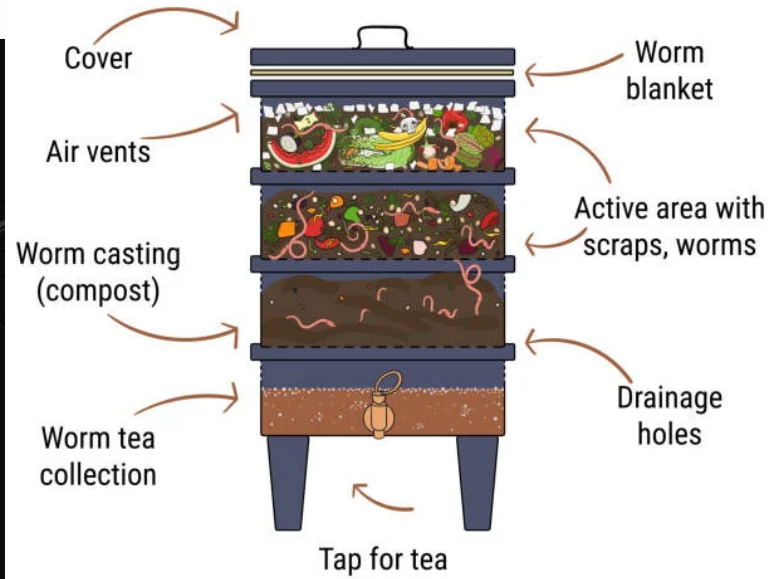 Cover
Worm
blanket
Air vents
Active area with
scraps, worms
Worm casting
(compost)
Drainage
holes
Worm tea
collection
Tap for tea